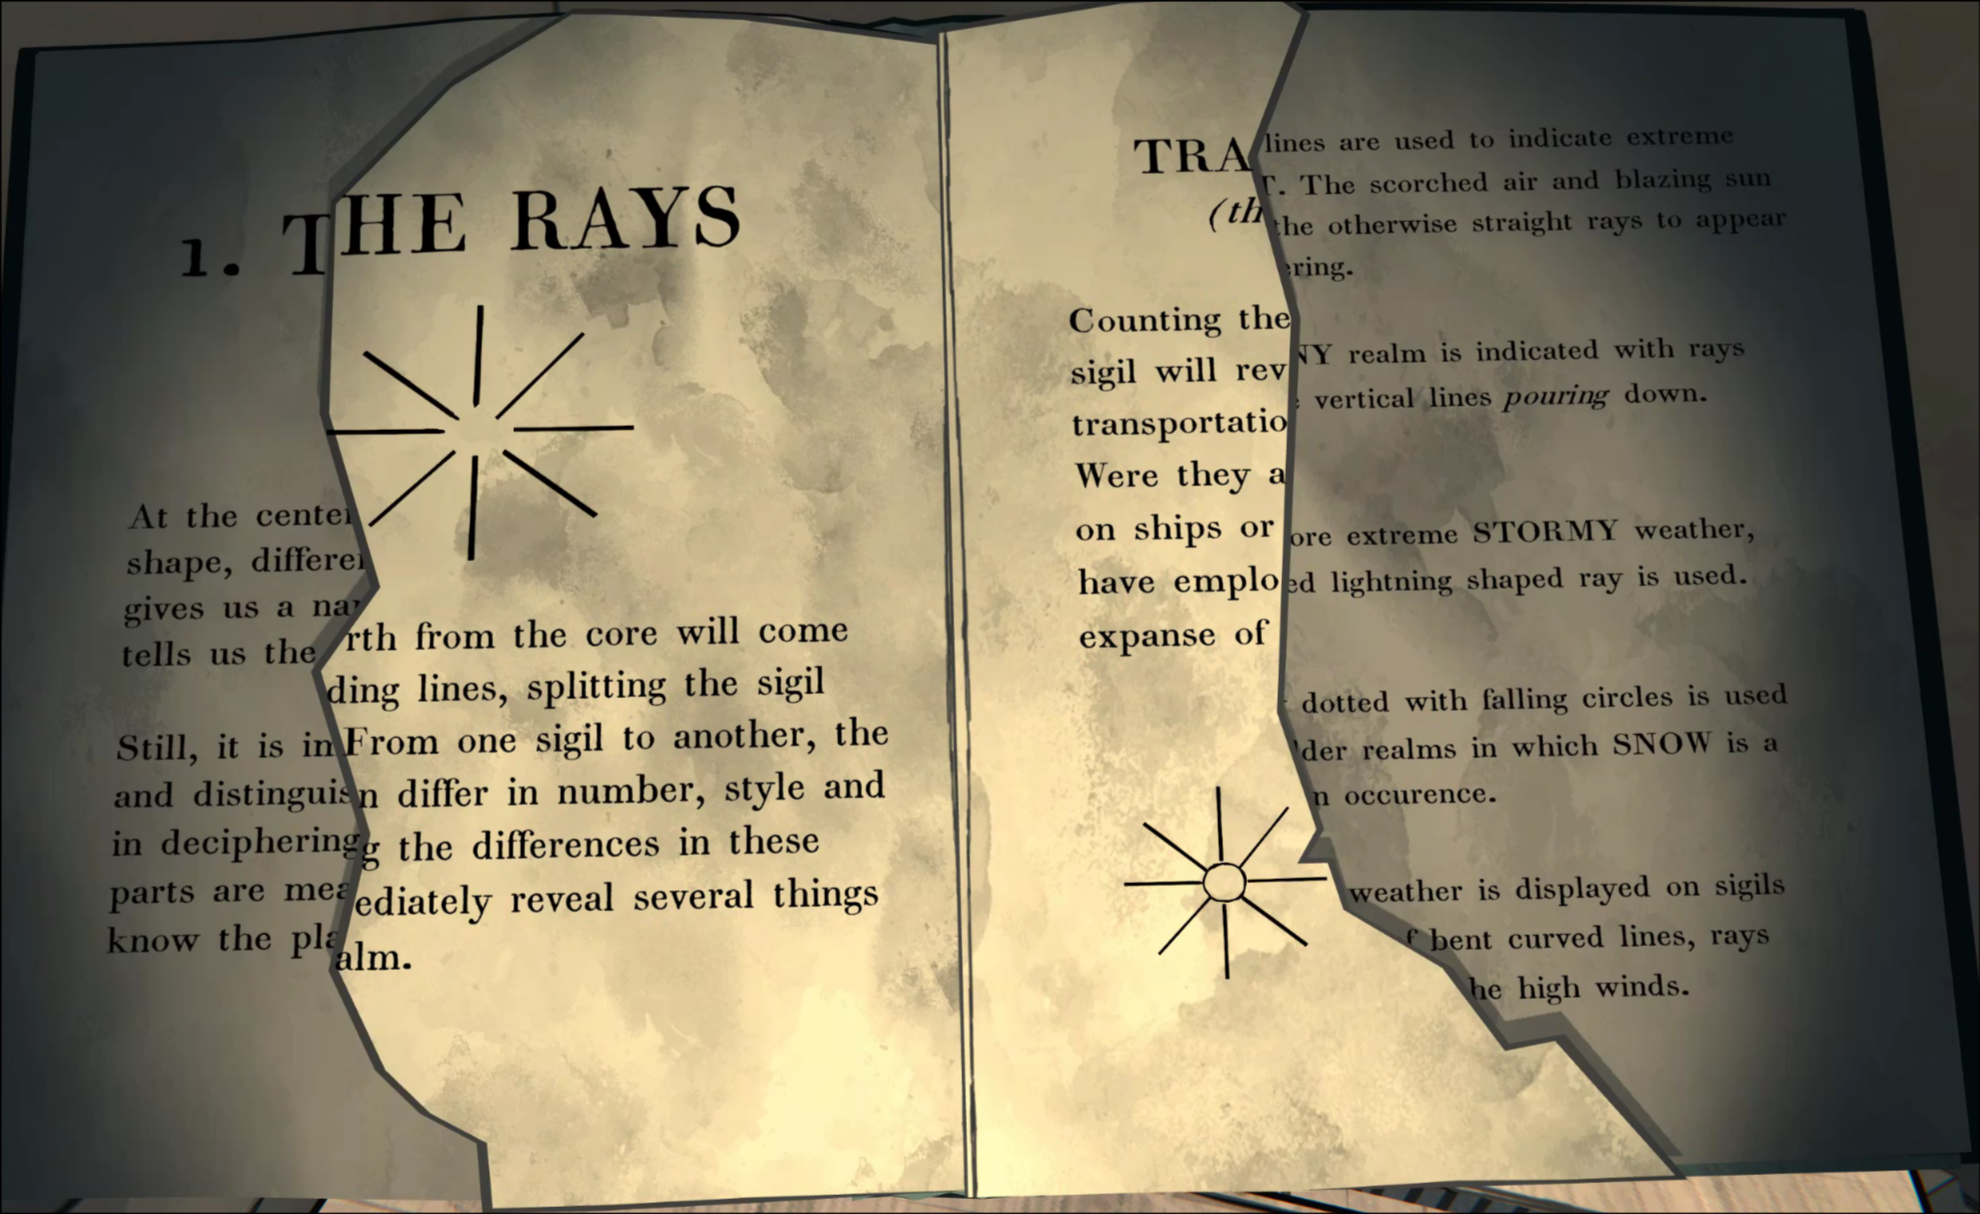 1. THE RAYS
At the center
shape, differe
gives us a na
tells us the
Still, it is in
and distinguis
in deciphering
parts are mea
know the pla
rth from the core will come
ding lines, splitting the sigil
From one sigil to another, the
n differ in number, style and
g the differences in these
ediately reveal several things
alm.
TRA
(th
Counting the
sigil will rev
transportatio
Were they a
on ships or
have emplo
expanse of
lines are used to indicate extreme
T. The scorched air and blazing sun
the otherwise straight rays to appear
ring.
NY realm is indicated with rays
vertical lines pouring down.
ore extreme STORMY weather,
ed lightning shaped ray is used.
dotted with falling circles is used
der realms in which SNOW is a
n occurence.
weather is displayed on sigils
f bent curved lines, rays
he high winds.